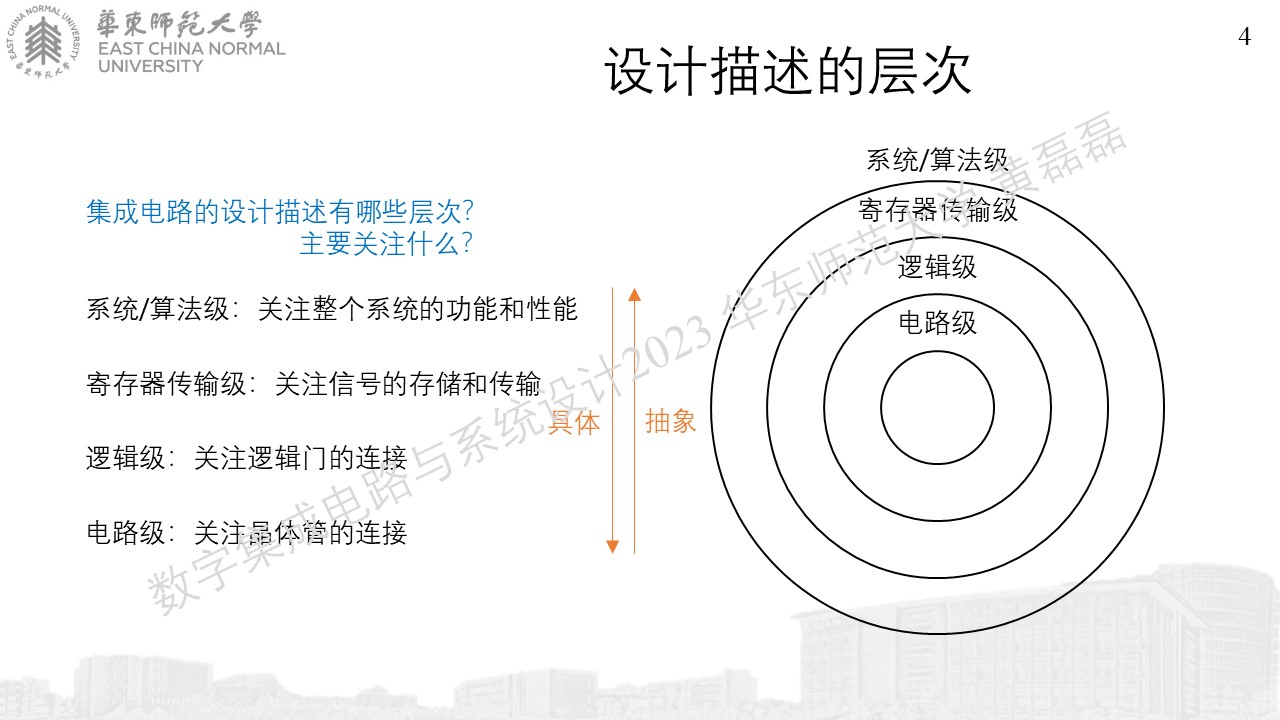 華東師範大學
EAST CHINA NORMAL
UNIVERSITY
EAST CHINA NORMAL UNIVERSITY
華東师范大学
4
设计描述的层次
集成电路的设计描述有哪些层次?
主要关注什么?
系统/算法级：关注整个系统的功能和性能
寄存器传输级：关注信号的存储和传输
逻辑级：关注逻辑门的连接
电路级：关注晶体管的连接
具体
抽象
系统/算法级
寄存器传输级
逻辑级
电路级
数字集成电路与系统设计2023 华东师范大学 黄磊磊